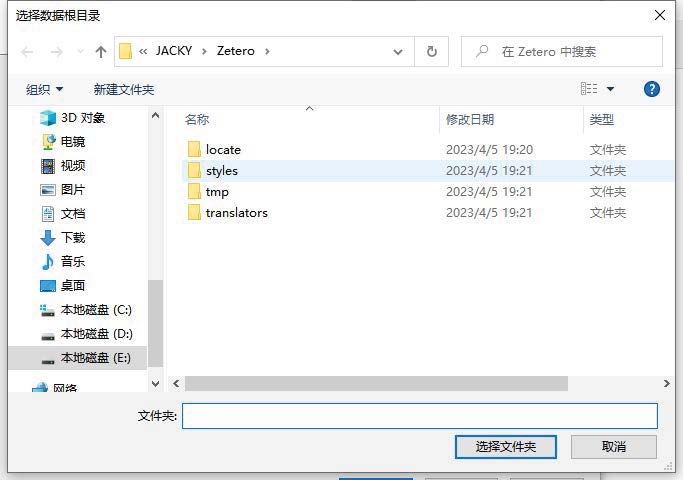 选择数据根目录
« JACKY › Zetero ›
在 Zetero 中搜索
组织
新建文件夹
3D 对象
电镜
视频
图片
文档
下载
音乐
桌面
本地磁盘 (C:)
本地磁盘 (D:)
本地磁盘 (E:)
网络
名称 修改日期 类型
locate 2023/4/5 19:20 文件夹
styles 2023/4/5 19:21 文件夹
tmp 2023/4/5 19:21 文件夹
translators 2023/4/5 19:21 文件夹
文件夹:
选择文件夹
取消